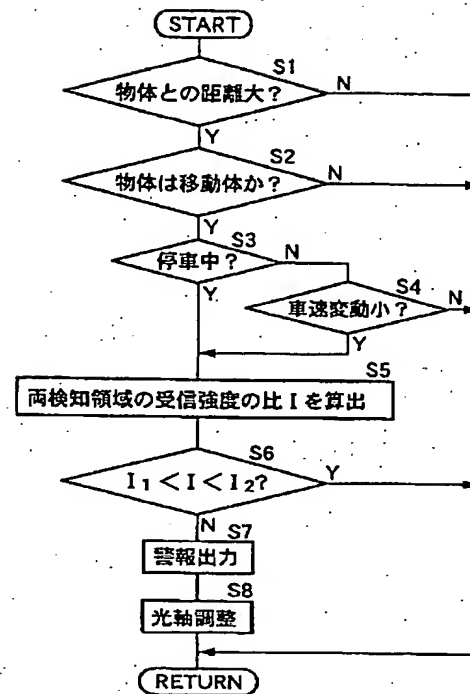 START
S1
物体との距離大?
N
Y
S2
物体は移動体か?
N
Y
S3
停車中?
N
Y
S4
車速変動小?
N
Y
S5
両検知領域の受信強度の比Iを算出
S6
I₁<I<I₂?
Y
N
S7
警報出力
S8
光軸調整
RETURN